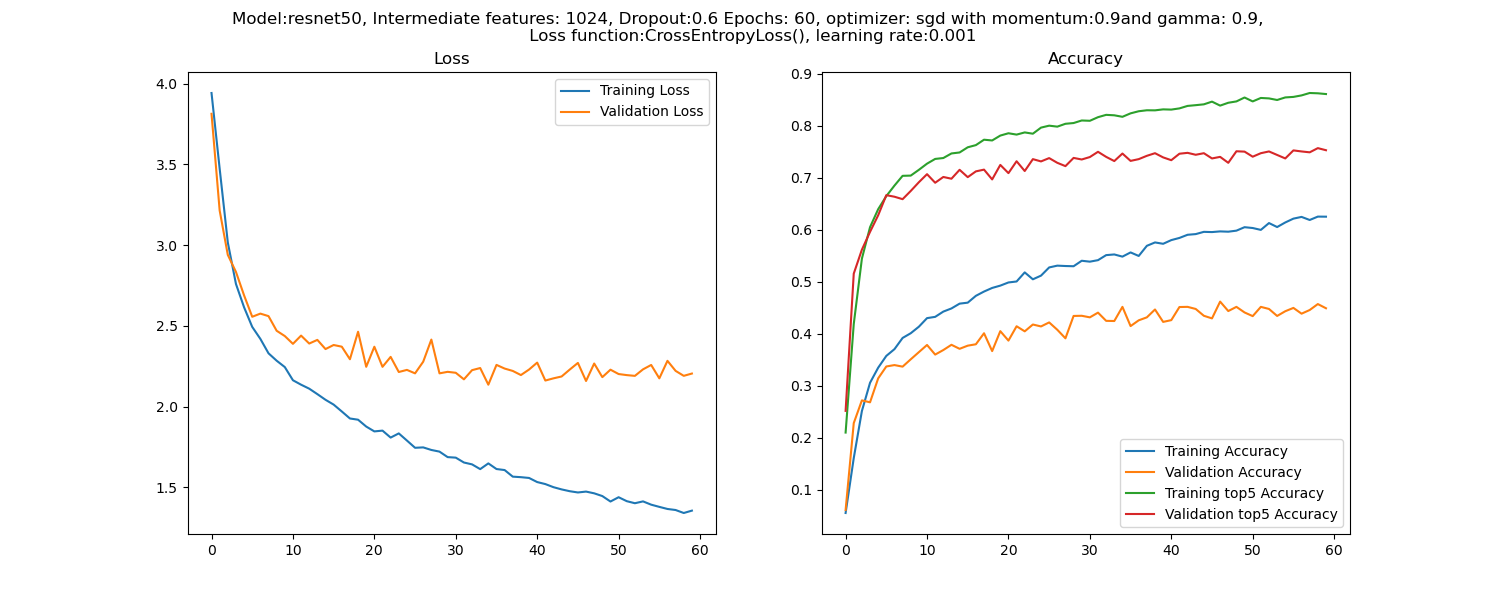 Model:resnet50, Intermediate features: 1024, Dropout:0.6 Epochs: 60, optimizer: sgd with momentum:0.9and gamma: 0.9,
Loss function:CrossEntropyLoss(), learning rate:0.001
Loss
4.0
3.5
3.0
2.5
2.0
1.5
0 10 20 30 40 50 60
Training Loss
Validation Loss
Accuracy
0.9
0.8
0.7
0.6
0.5
0.4
0.3
0.2
0.1
0 10 20 30 40 50 60
Training Accuracy
Validation Accuracy
Training top5 Accuracy
Validation top5 Accuracy